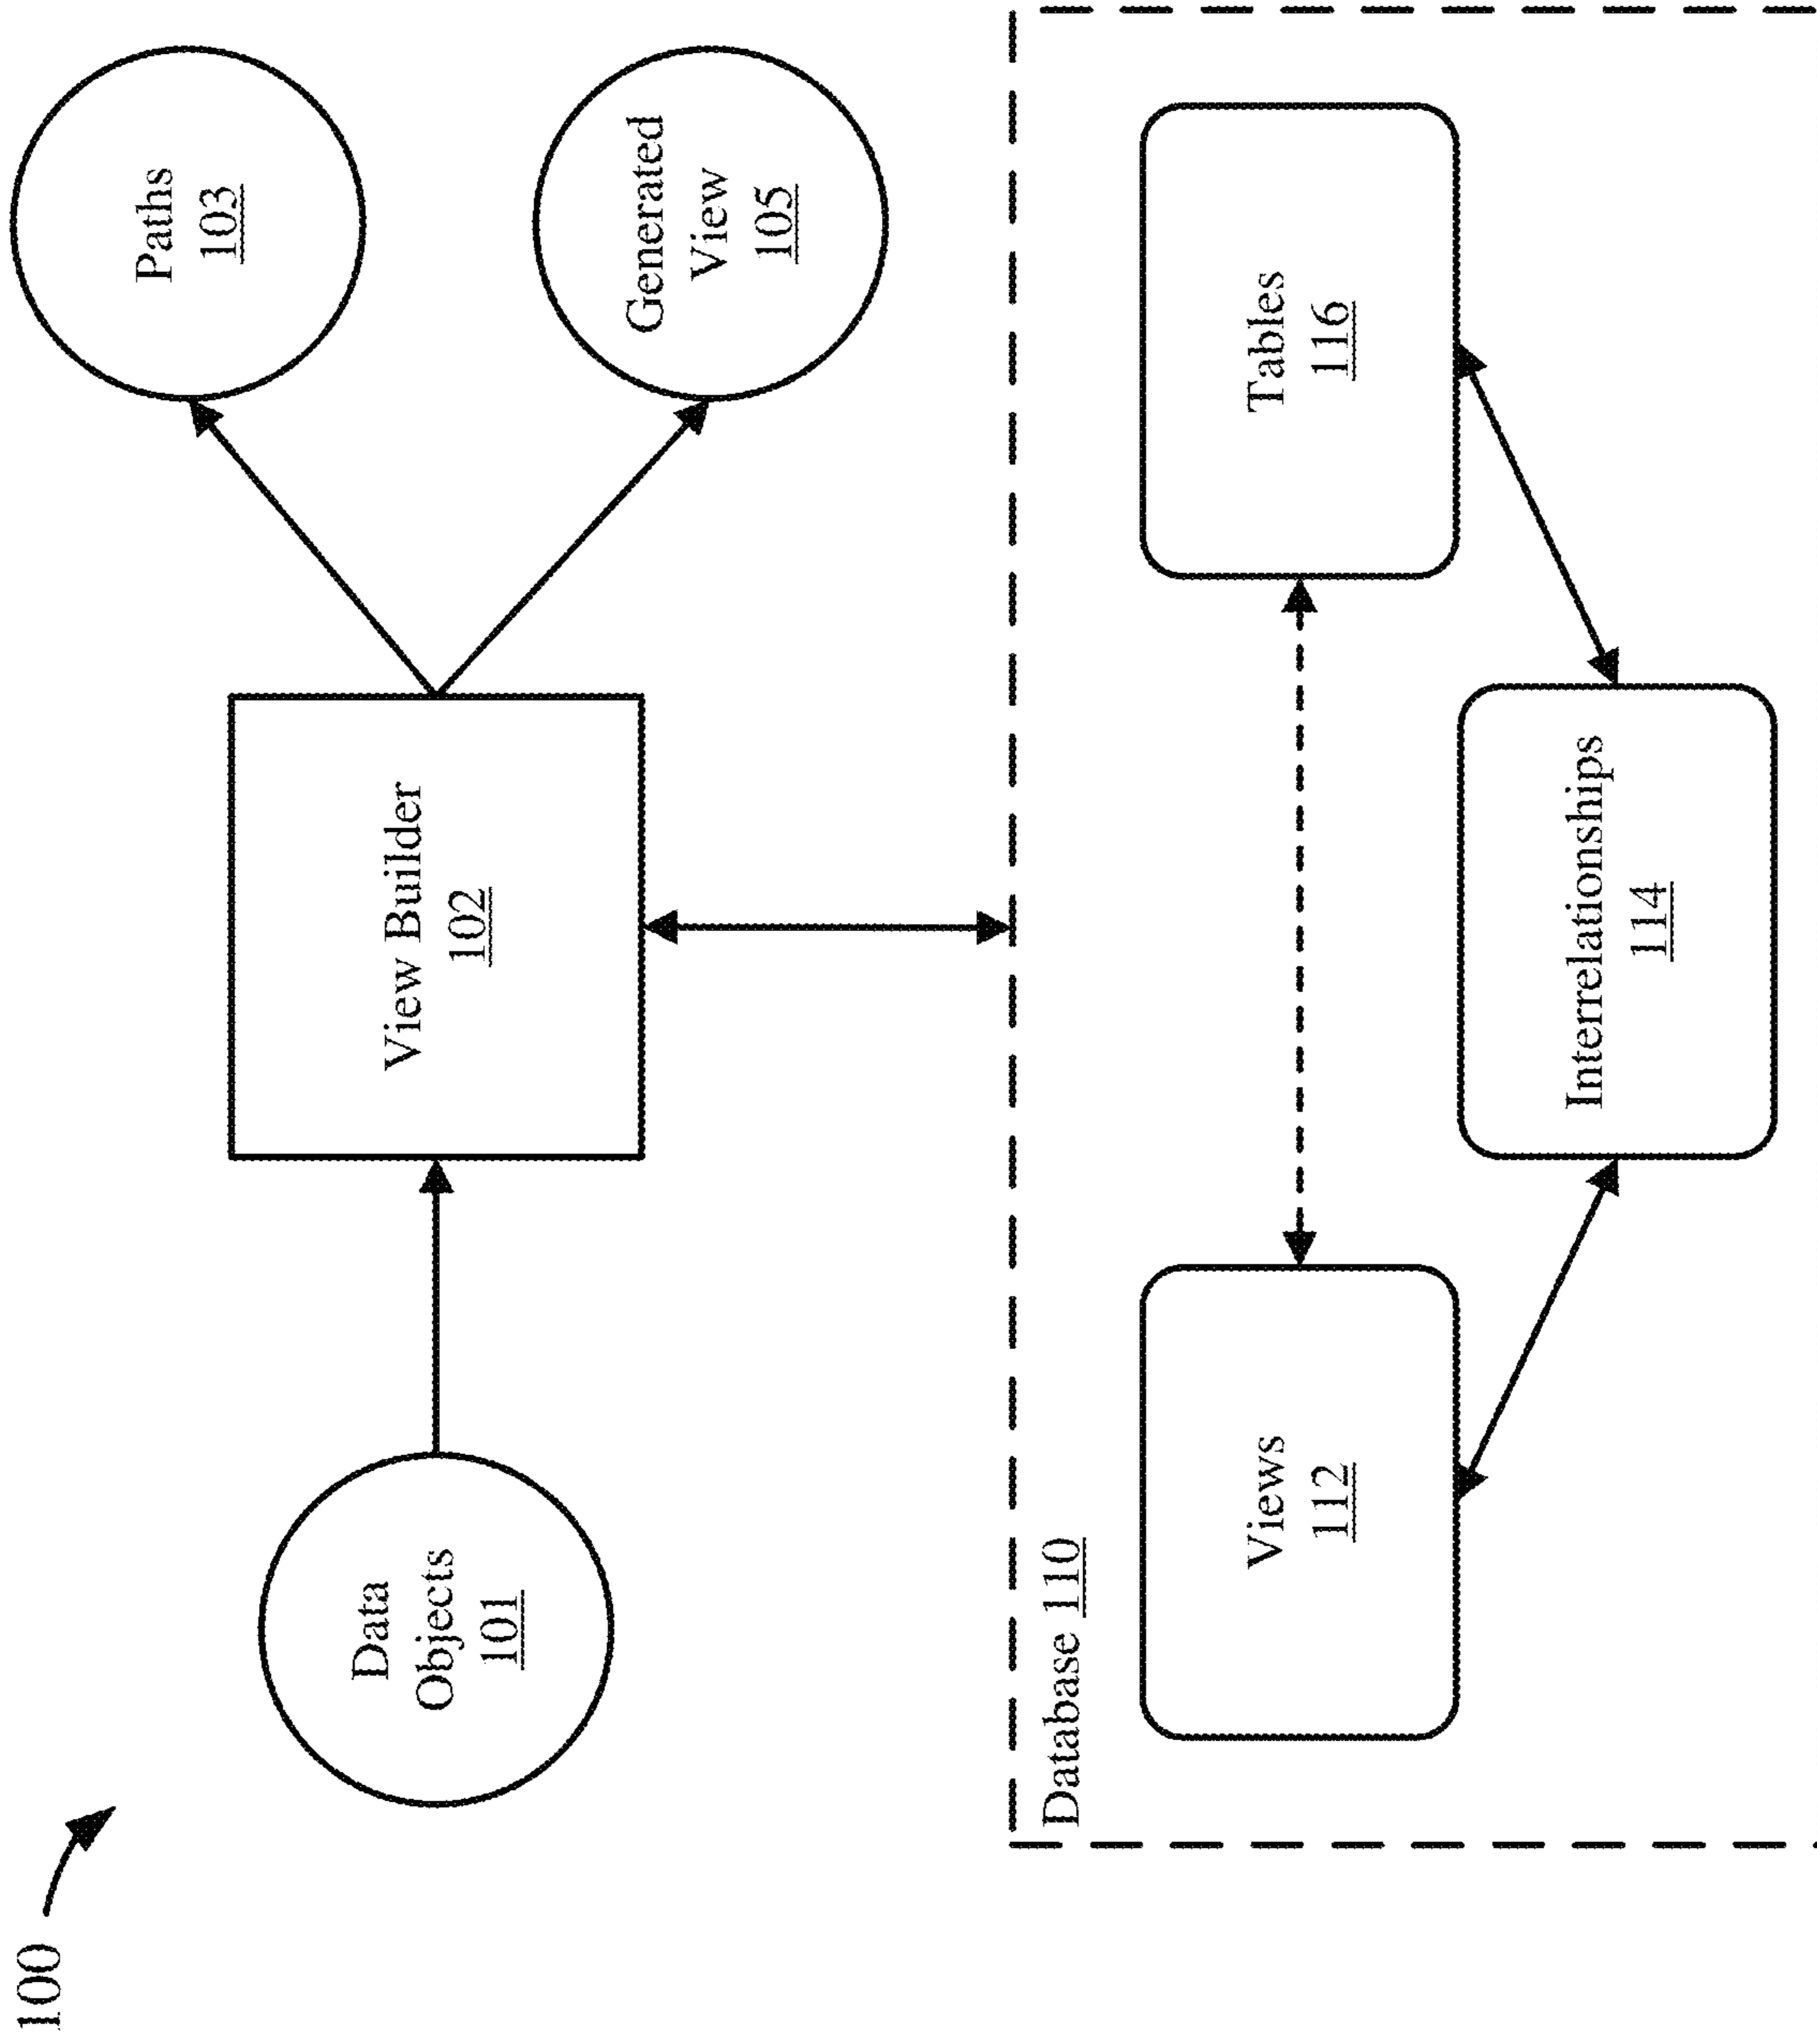 100
Data
Objects
101
View Builder
102
Paths
103
Generated
View
105
Database 110
Views
112
Interrelationships
114
Tables
116